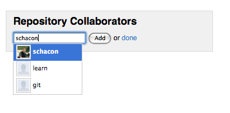 Repository Collaborators
schacon Add or done
schacon
learn
git